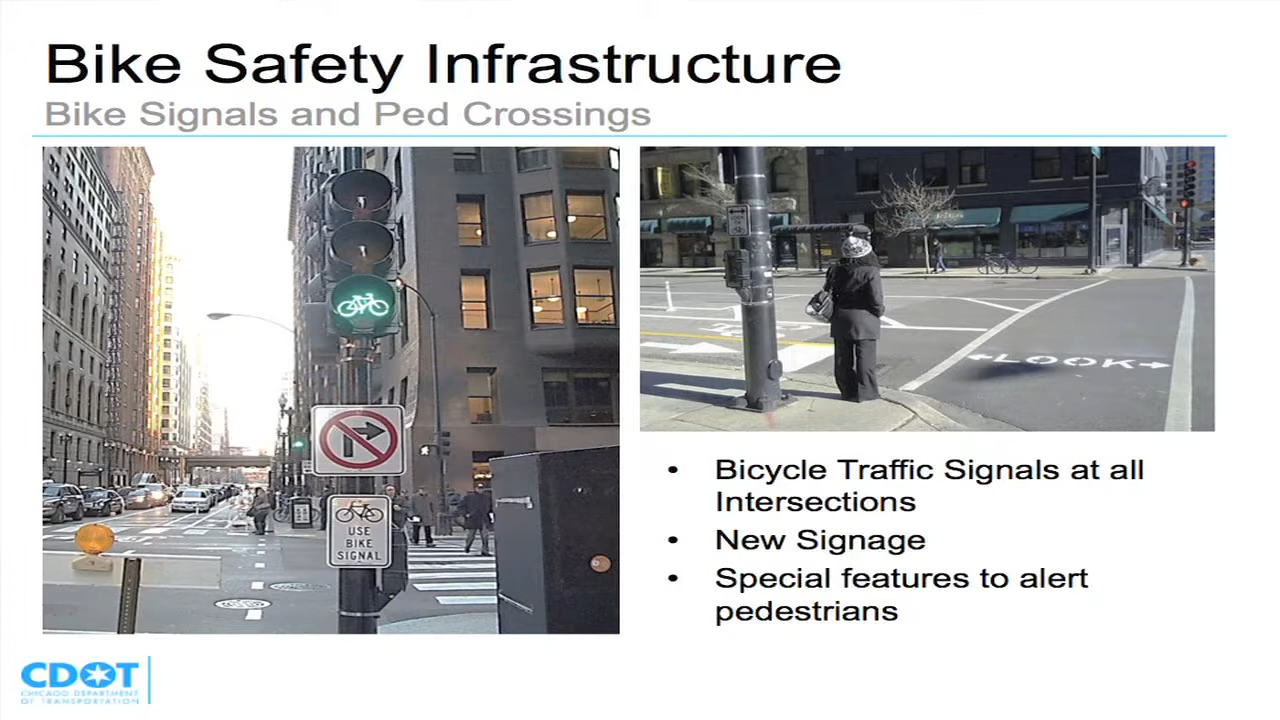 Bike Safety Infrastructure
Bike Signals and Ped Crossings
USE
BIKE
SIGNAL
LOOK
• Bicycle Traffic Signals at all
Intersections
• New Signage
• Special features to alert
pedestrians
CDOT
CHICAGO DEPARTMENT
OF TRANSPORTATION